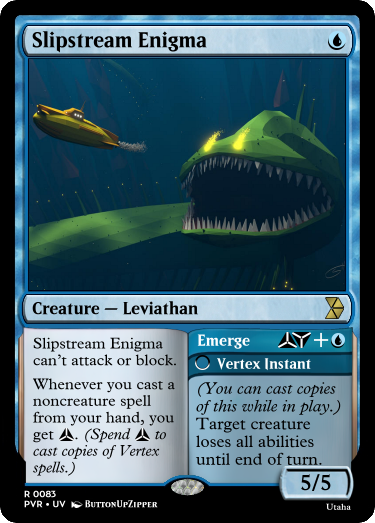 Slipstream Enigma
Creature — Leviathan
Slipstream Enigma
can't attack or block.
Whenever you cast a
noncreature spell
from your hand, you
get . (Spend to
cast copies of Vertex
spells.)
Emerge +
Vertex Instant
(You can cast copies
of this while in play.)
Target creature
loses all abilities
until end of turn.
5/5
R 0083
PVR • UV ButtonUpZipper
Utaha